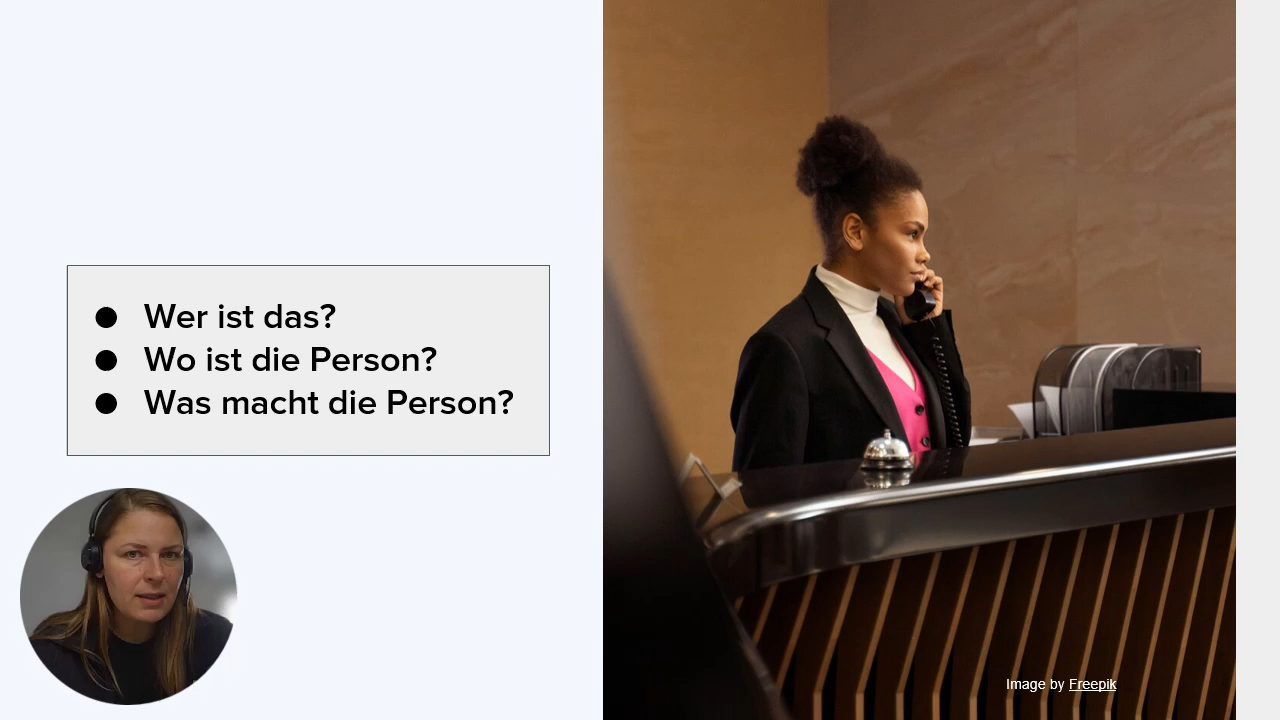 ● Wer ist das?
● Wo ist die Person?
● Was macht die Person?
Image by Freepik